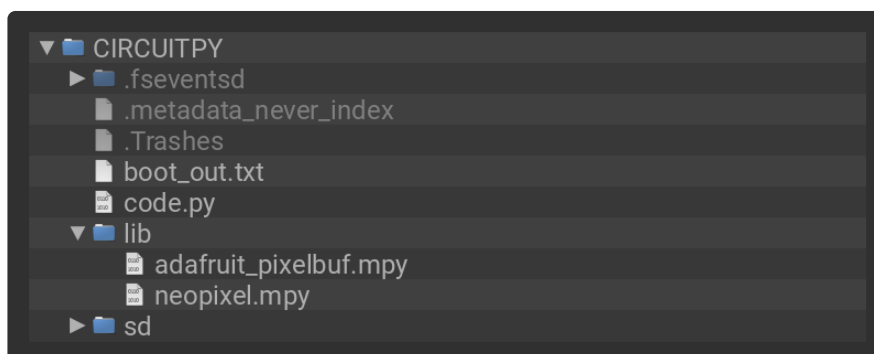 CIRCUITPY
.fseventsd
.metadata_never_index
.Trashes
boot_out.txt
code.py
lib
adafruit_pixelbuf.mpy
neopixel.mpy
sd